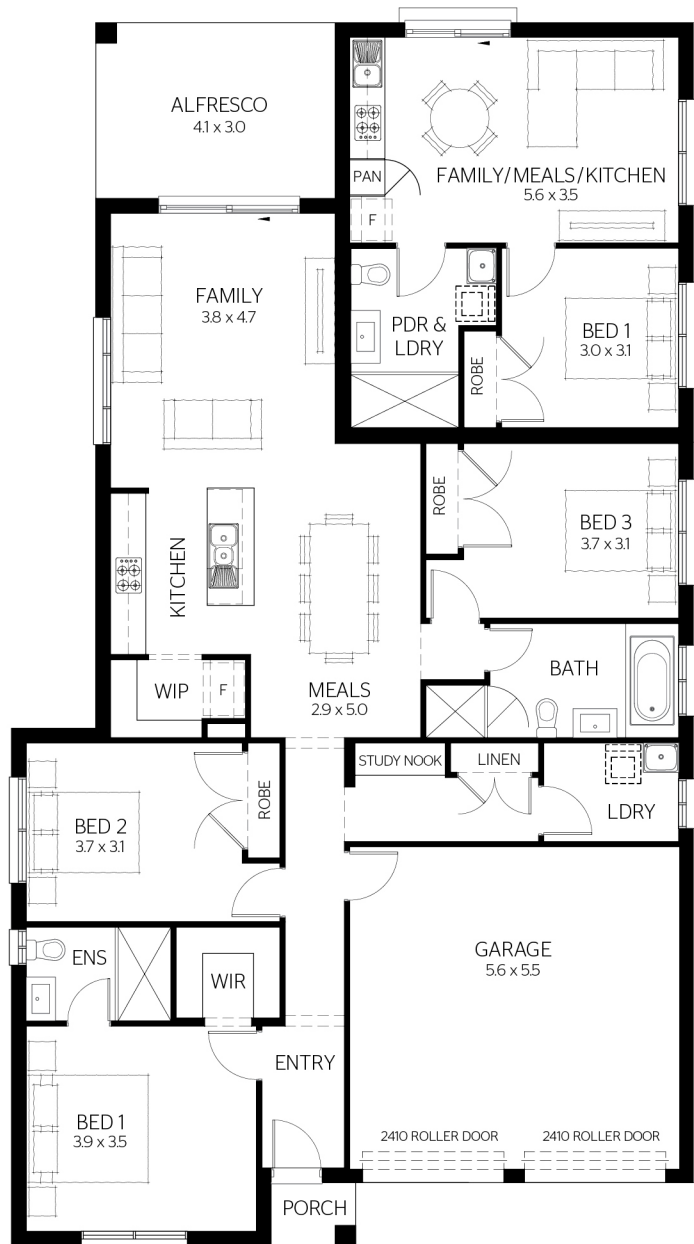 ALFRESCO
4.1 x 3.0
PAN
F
FAMILY/MEALS/KITCHEN
5.6 x 3.5
FAMILY
3.8 x 4.7
PDR &
LDRY
ROBE
BED 1
3.0 x 3.1
ROBE
BED 3
3.7 x 3.1
KITCHEN
WIP
F
MEALS
2.9 x 5.0
BATH
STUDY NOOK
LINEN
LDRY
BED 2
3.7 x 3.1
ROBE
ENS
WIR
GARAGE
5.6 x 5.5
ENTRY
BED 1
3.9 x 3.5
2410 ROLLER DOOR
2410 ROLLER DOOR
PORCH